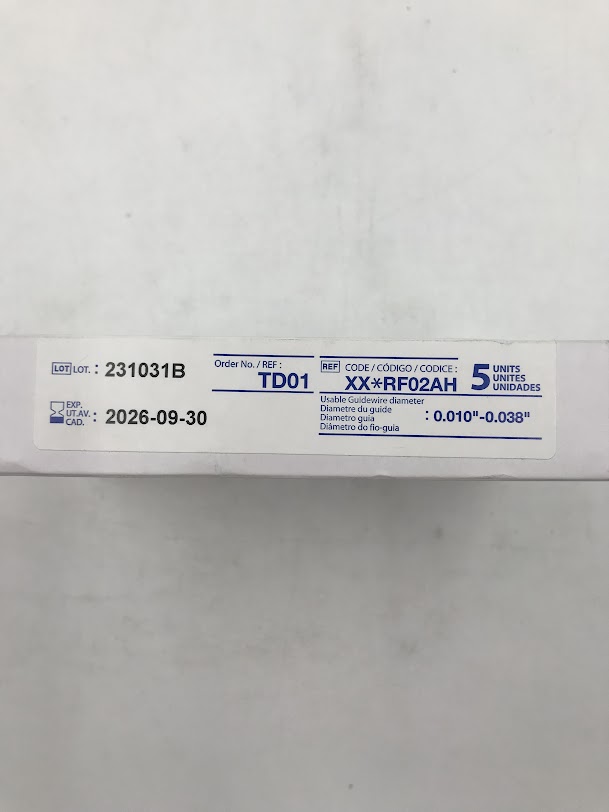 LOT LOT. : 231031B
EXP.
UT.AV. : 2026-09-30
CAD.
Order No. / REF :
TD01
REF CODE / CÓDIGO / CODICE :
XX*RF02AH
5 UNITS
UNITES
UNIDADES
Usable Guidewire diameter
Diametre du guide
Diametro guia
Diâmetro do fio-guia
: 0.010"-0.038"